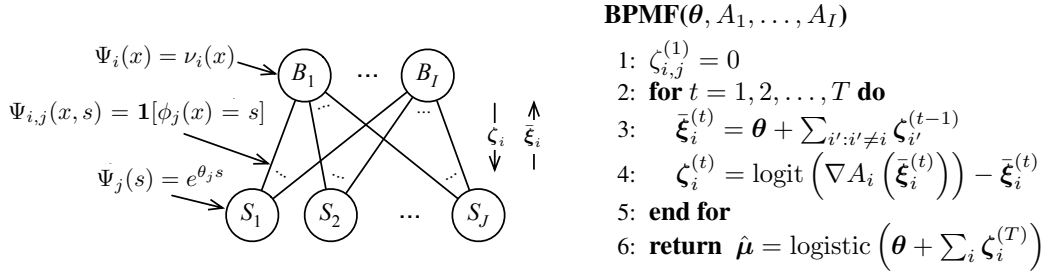 Ψ_i(x) = ν_i(x)
B_1 ... B_I
Ψ_{i,j}(x, s) = 1[ϕ_j(x) = s]
ζ_i ξ̄_i
Ψ_j(s) = e^{θ_j s}
S_1 S_2 ... S_J
BPMF(θ, A_1, . . . , A_I)
1: ζ_{i,j}^{(1)} = 0
2: for t = 1, 2, . . . , T do
3: ξ̄_i^{(t)} = θ + ∑_{i′:i′≠i} ζ_{i′}^{(t−1)}
4: ζ_i^{(t)} = logit (∇A_i (ξ̄_i^{(t)})) − ξ̄_i^{(t)}
5: end for
6: return μ̂ = logistic (θ + ∑_i ζ_i^{(T)})